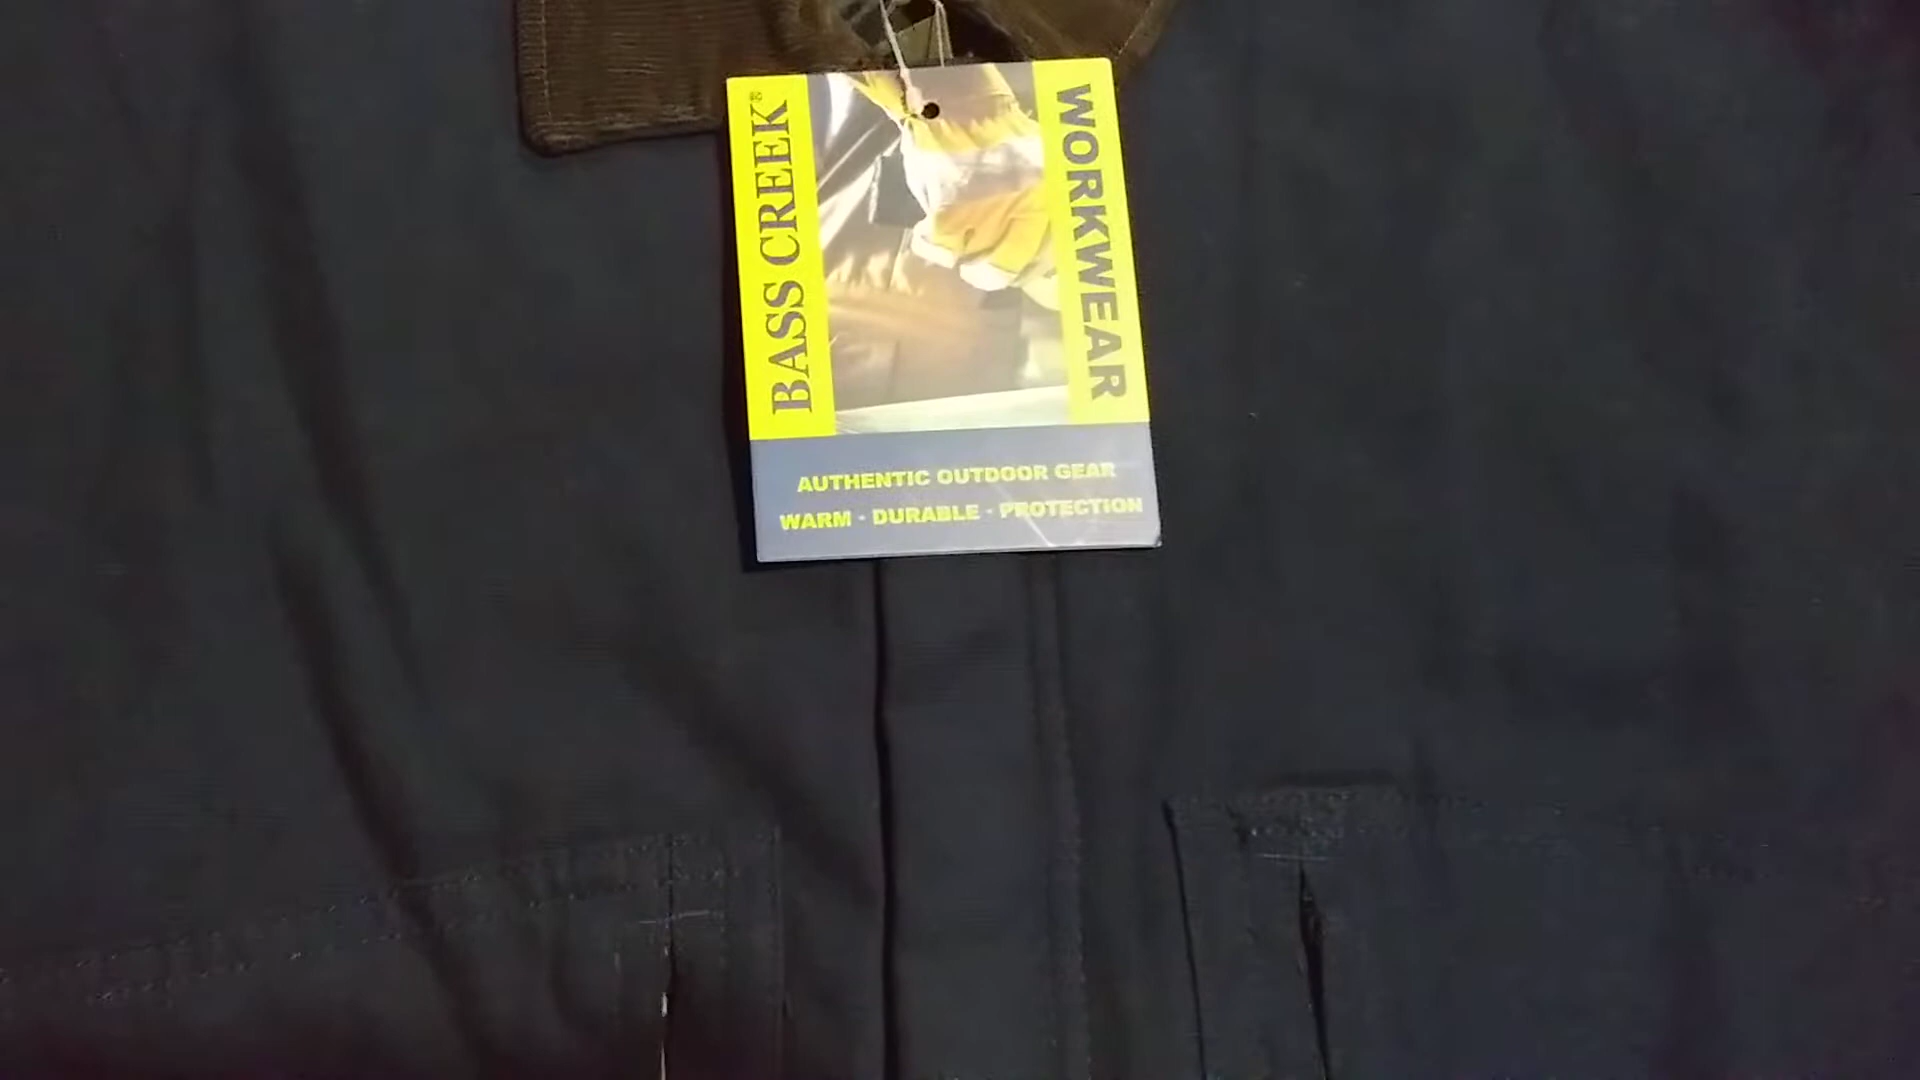 BASS CREEK®
WORKWEAR
AUTHENTIC OUTDOOR GEAR
WARM · DURABLE · PROTECTION